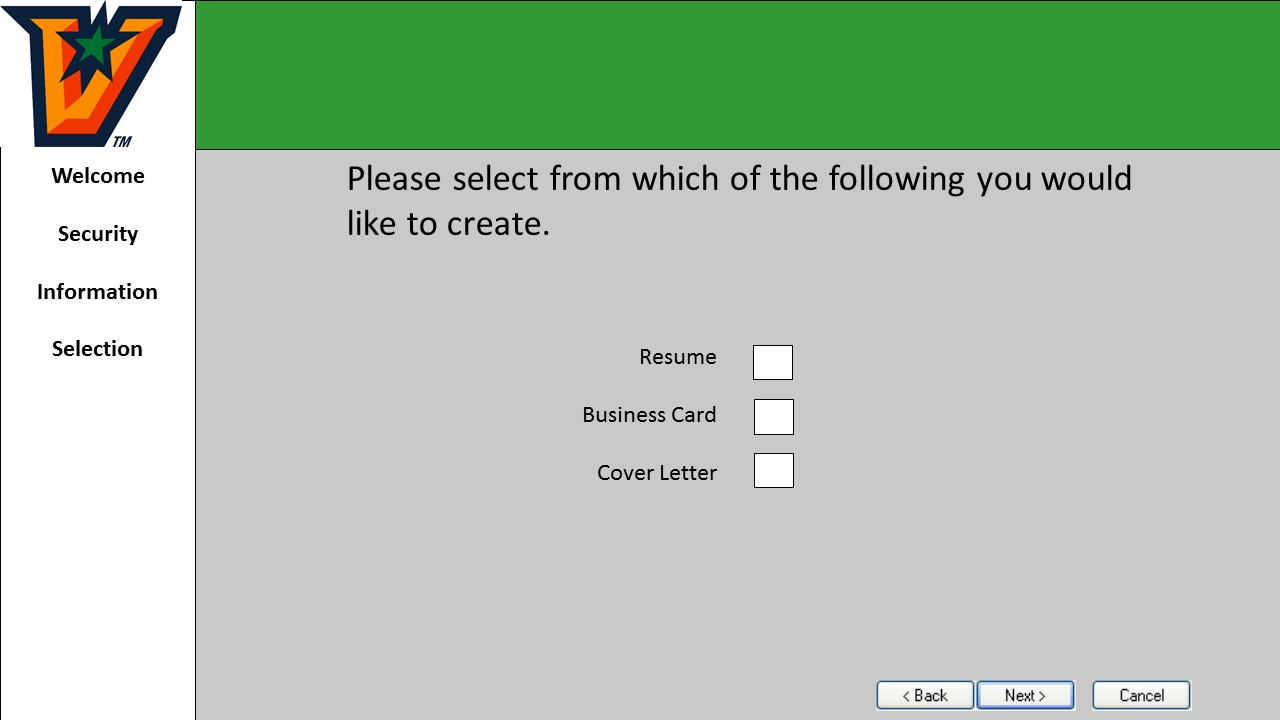 TM
Welcome
Security
Information
Selection
Please select from which of the following you would
like to create.
Resume
Business Card
Cover Letter
< Back
Next >
Cancel